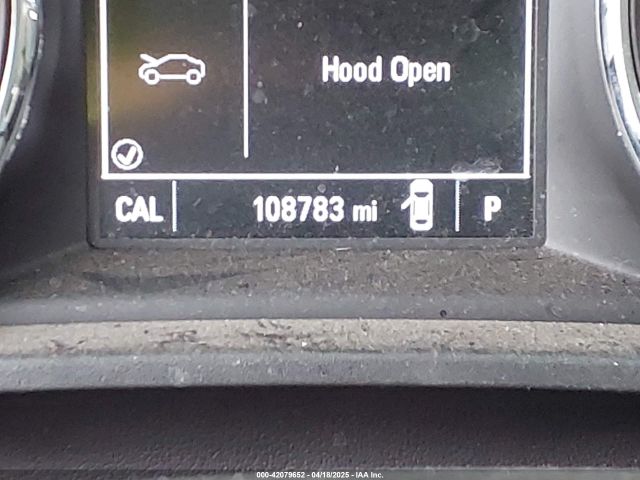 Hood Open
CAL 108783 mi P
000-42079652 - 04/18/2025 - IAA Inc.